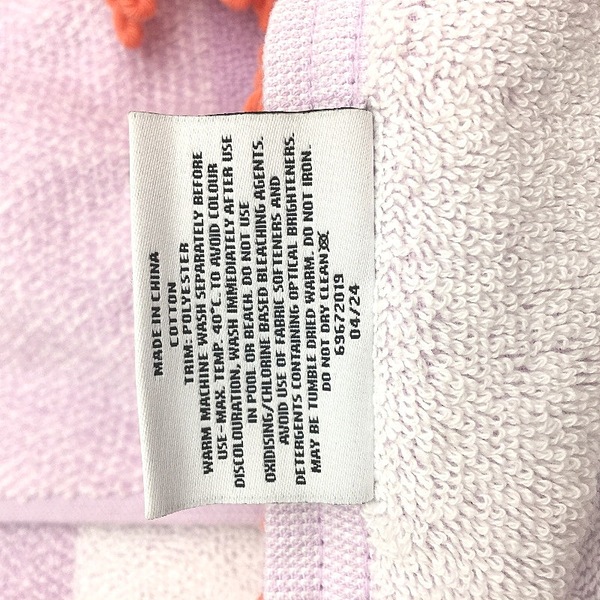 MADE IN CHINA
COTTON
TRIM: POLYESTER
WARM MACHINE WASH SEPARATELY BEFORE
USE- MAX. TEMP. 40°C. TO AVOID COLOUR
DISCOLOURATION, WASH IMMEDIATELY AFTER USE
IN POOL OR BEACH. DO NOT USE
OXIDISING/CHLORINE BASED BLEACHING AGENTS.
AVOID USE OF FABRIC SOFTENERS AND
DETERGENTS CONTAINING OPTICAL BRIGHTENERS.
MAY BE TUMBLE DRIED WARM. DO NOT IRON.
DO NOT DRY CLEAN
69672019
04/24